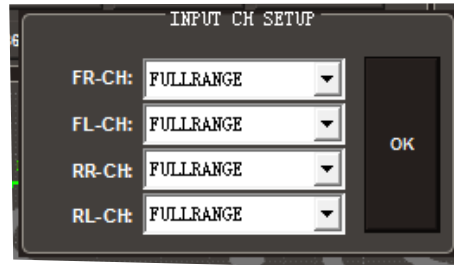 INPUT CH SETUP
FR-CH: FULLRANGE
FL-CH: FULLRANGE
RR-CH: FULLRANGE
RL-CH: FULLRANGE
OK